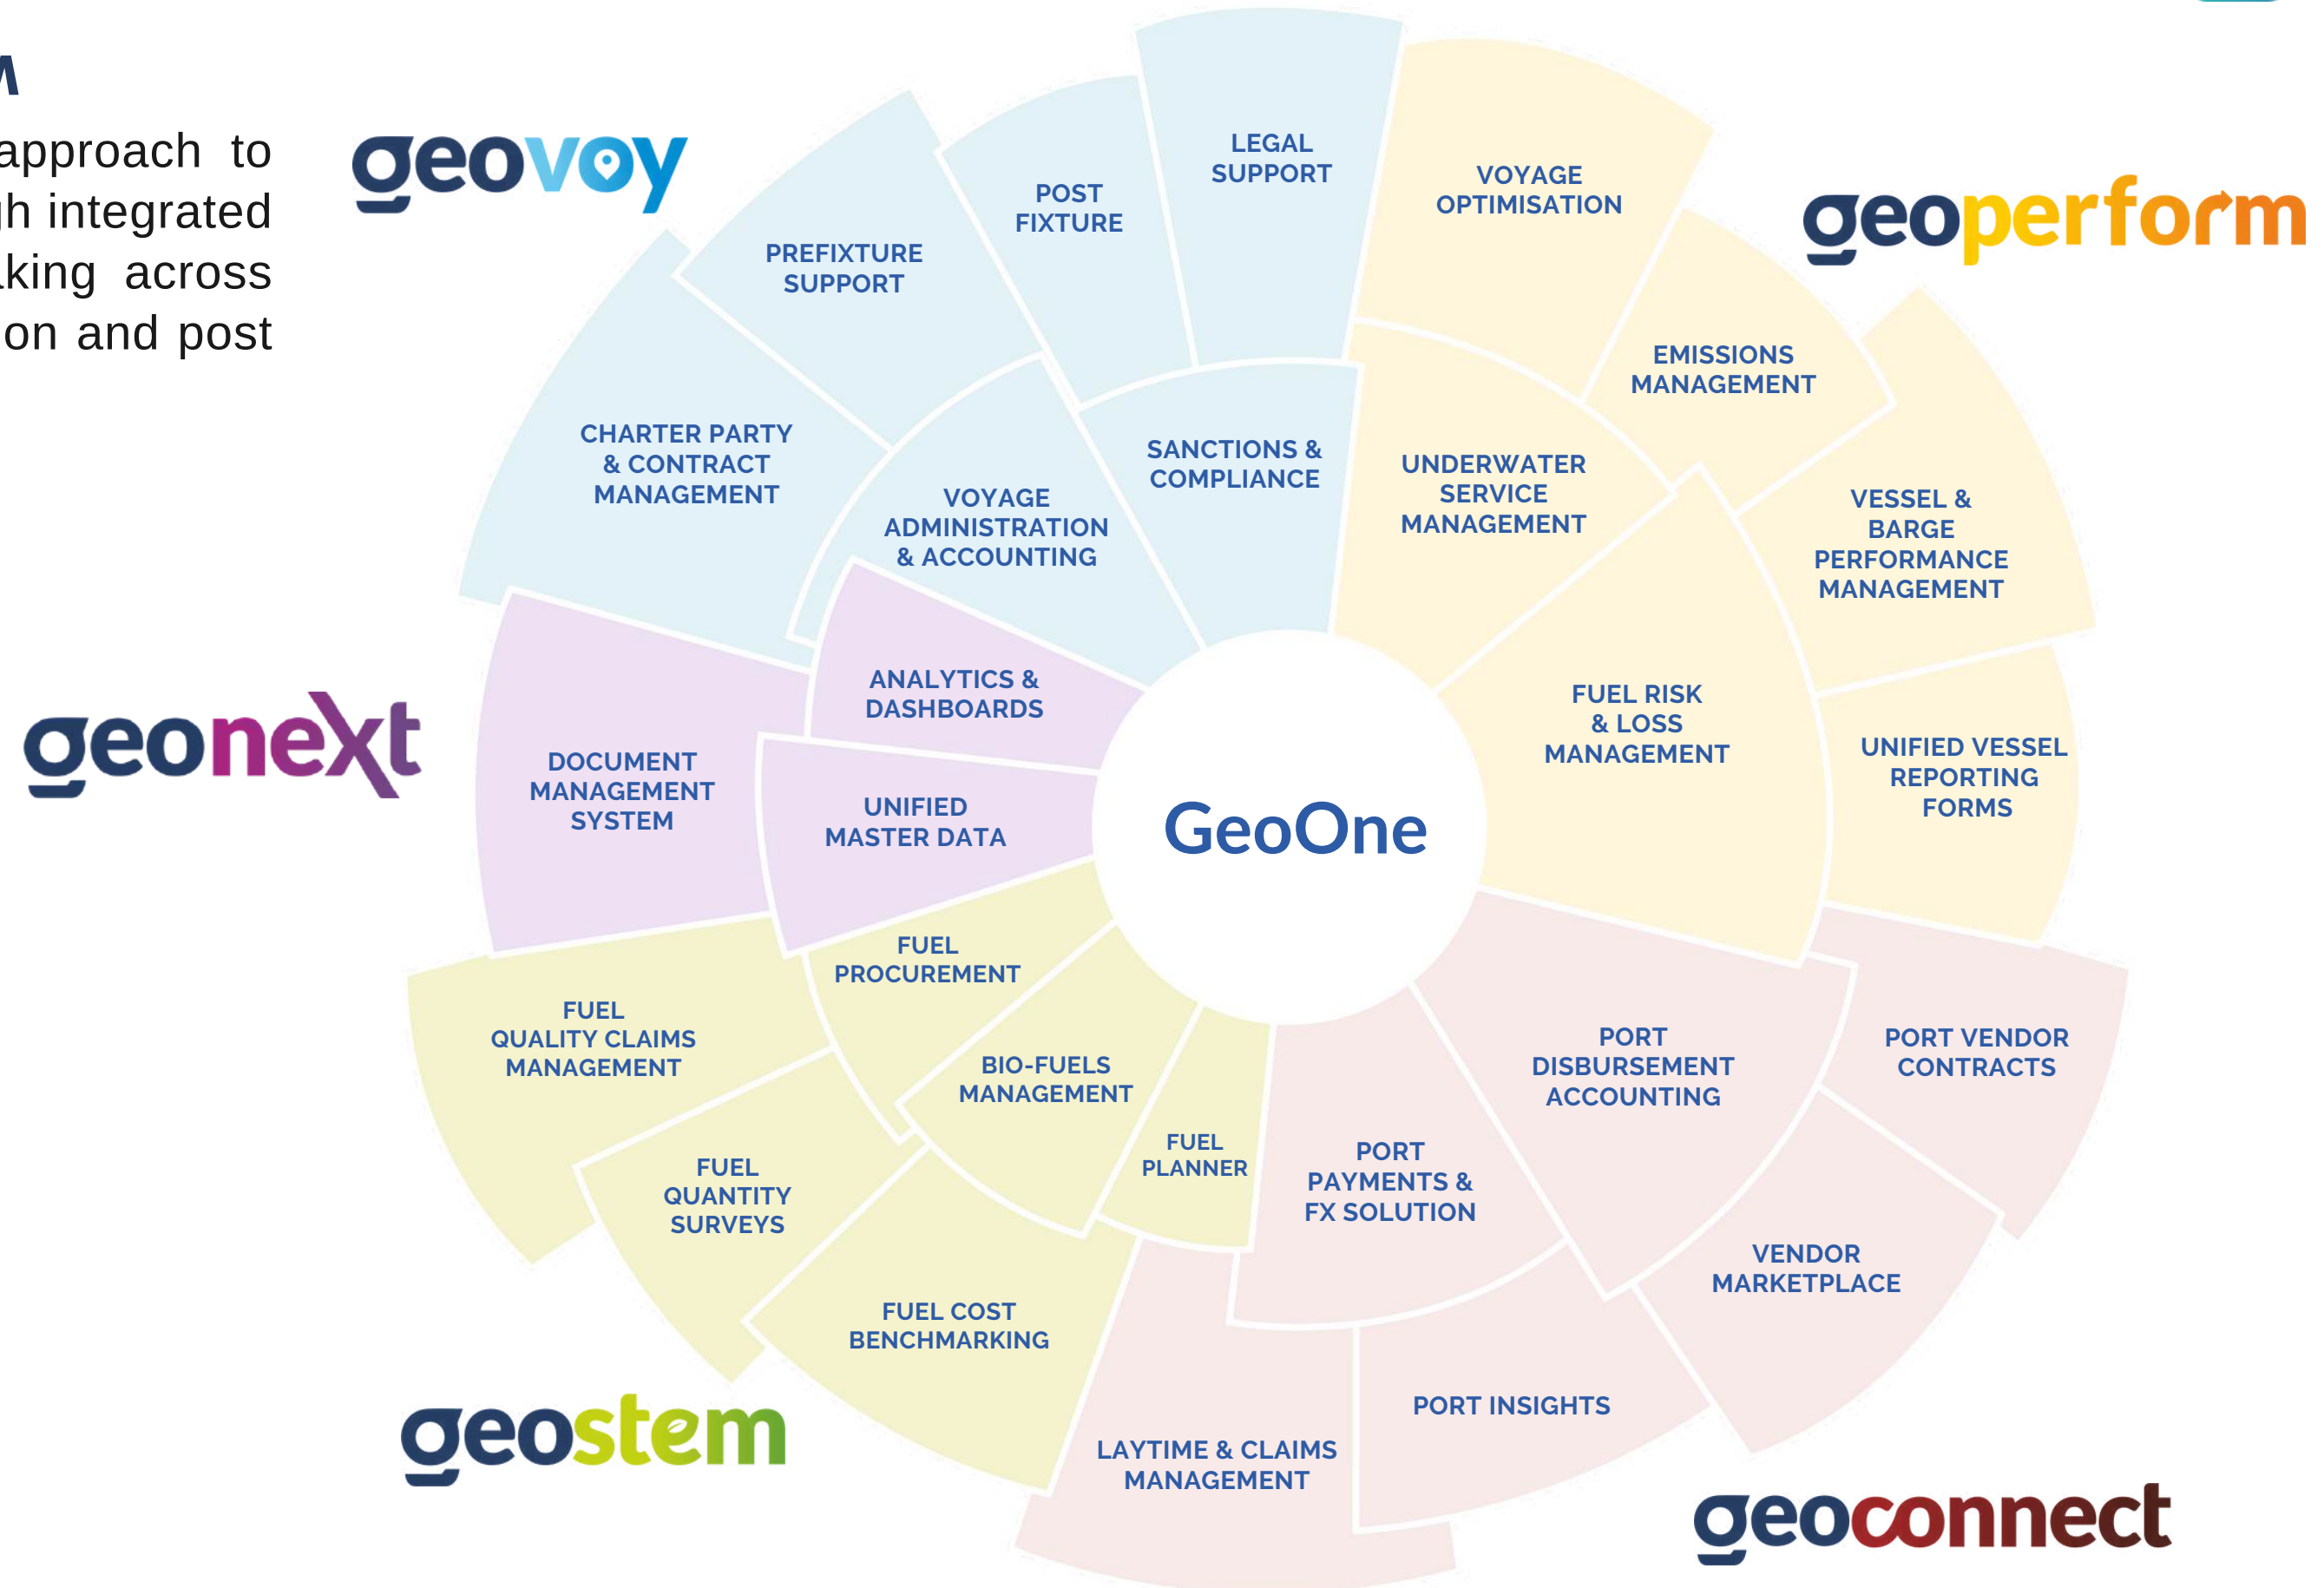 M
approach to
gh integrated
aking across
on and post
geovoy
geoperform
geonext
geostem
geoconnect
LEGAL
SUPPORT
POST
FIXTURE
PREFIXTURE
SUPPORT
CHARTER PARTY
& CONTRACT
MANAGEMENT
VOYAGE
ADMINISTRATION
& ACCOUNTING
SANCTIONS &
COMPLIANCE
VOYAGE
OPTIMISATION
EMISSIONS
MANAGEMENT
UNDERWATER
SERVICE
MANAGEMENT
VESSEL &
BARGE
PERFORMANCE
MANAGEMENT
FUEL RISK
& LOSS
MANAGEMENT
UNIFIED VESSEL
REPORTING
FORMS
ANALYTICS &
DASHBOARDS
DOCUMENT
MANAGEMENT
SYSTEM
UNIFIED
MASTER DATA
GeoOne
FUEL
PROCUREMENT
FUEL
QUALITY CLAIMS
MANAGEMENT
BIO-FUELS
MANAGEMENT
FUEL
PLANNER
FUEL
QUANTITY
SURVEYS
FUEL COST
BENCHMARKING
PORT
DISBURSEMENT
ACCOUNTING
PORT VENDOR
CONTRACTS
PORT
PAYMENTS &
FX SOLUTION
VENDOR
MARKETPLACE
PORT INSIGHTS
LAYTIME & CLAIMS
MANAGEMENT